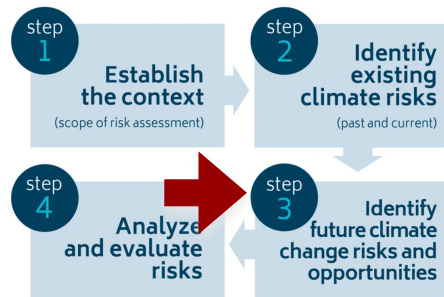 step
1
Establish
the context
(scope of risk assessment)
step
2
Identify
existing
climate risks
(past and current)
step
3
Identify
future climate
change risks and
opportunities
step
4
Analyze
and evaluate
risks